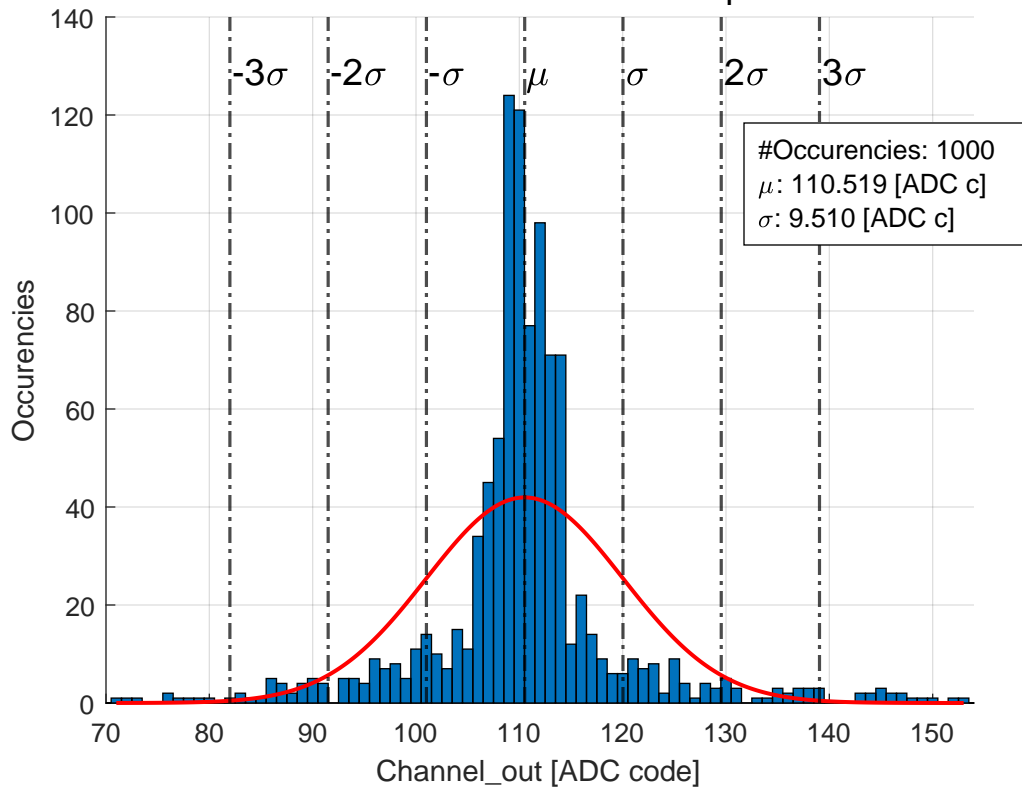 140
120
100
80
60
40
20
0
Occurencies
-3σ
-2σ
-σ
μ
σ
2σ
3σ
#Occurencies: 1000
μ: 110.519 [ADC c]
σ: 9.510 [ADC c]
70
80
90
100
110
120
130
140
150
Channel_out [ADC code]